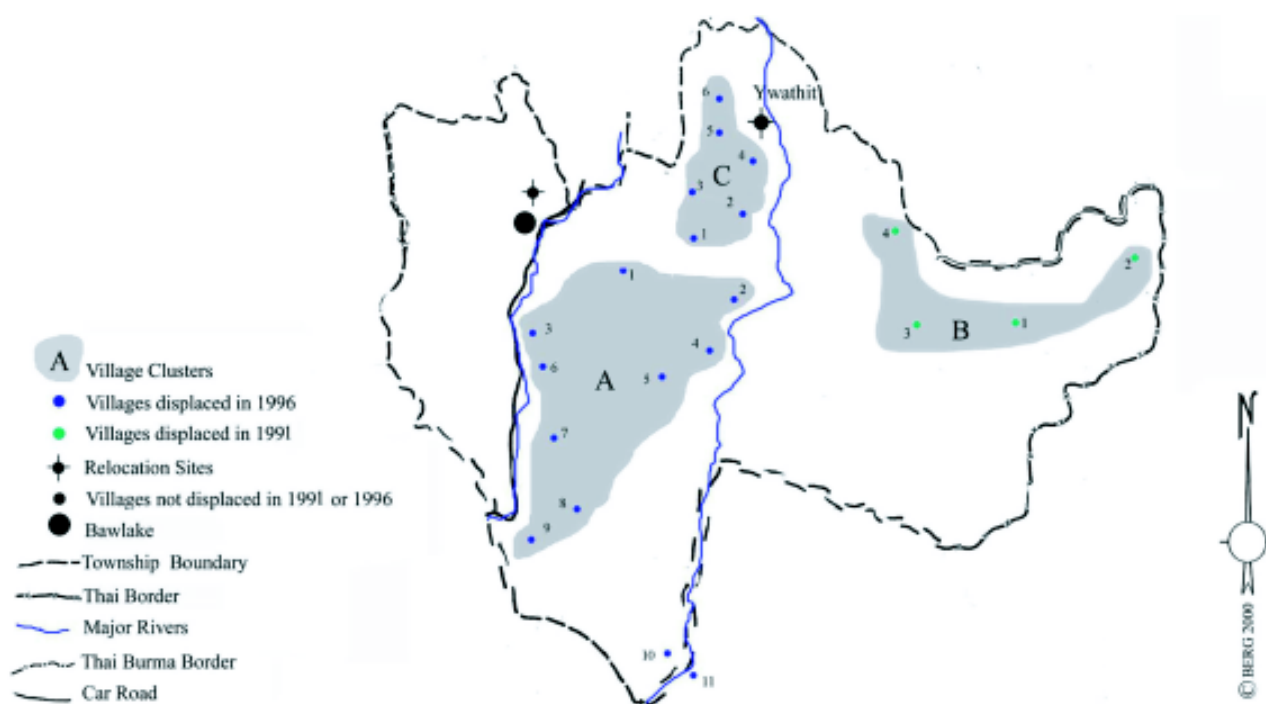 6
Ywathit
5
4
C
3
2
1
4
2
1
2
3
3
B
1
4
6
A
5
7
8
9
10
11
A
Village Clusters
Villages displaced in 1996
Villages displaced in 1991
Relocation Sites
Villages not displaced in 1991 or 1996
Bawlake
Township Boundary
Thai Border
Major Rivers
Thai Burma Border
Car Road
N
© BERG 2000